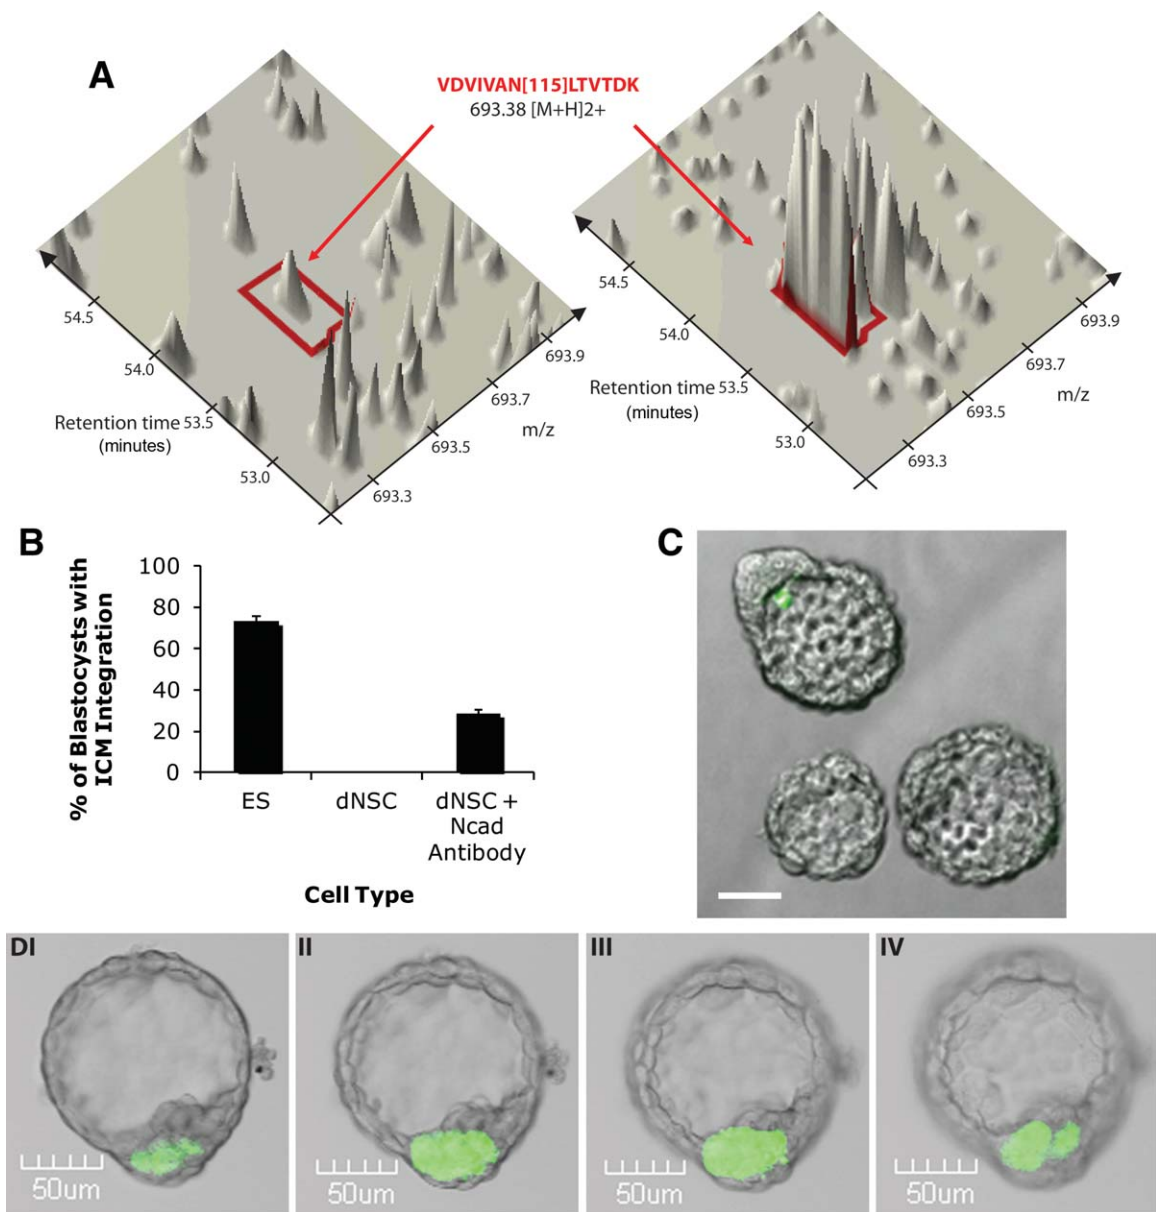 A
VDVIVAN[115]LTVTDK
693.38 [M+H]2+
54.5
54.0
Retention time 53.5
(minutes)
53.0
693.3
693.5
693.7
693.9
m/z
54.5
54.0
Retention time 53.5
(minutes)
53.0
693.3
693.5
693.7
693.9
m/z
B
% of Blastocysts with
ICM Integration
100
80
60
40
20
0
ES
dNSC
dNSC +
Ncad
Antibody
Cell Type
C
DI
50um
II
50um
III
50um
IV
50um